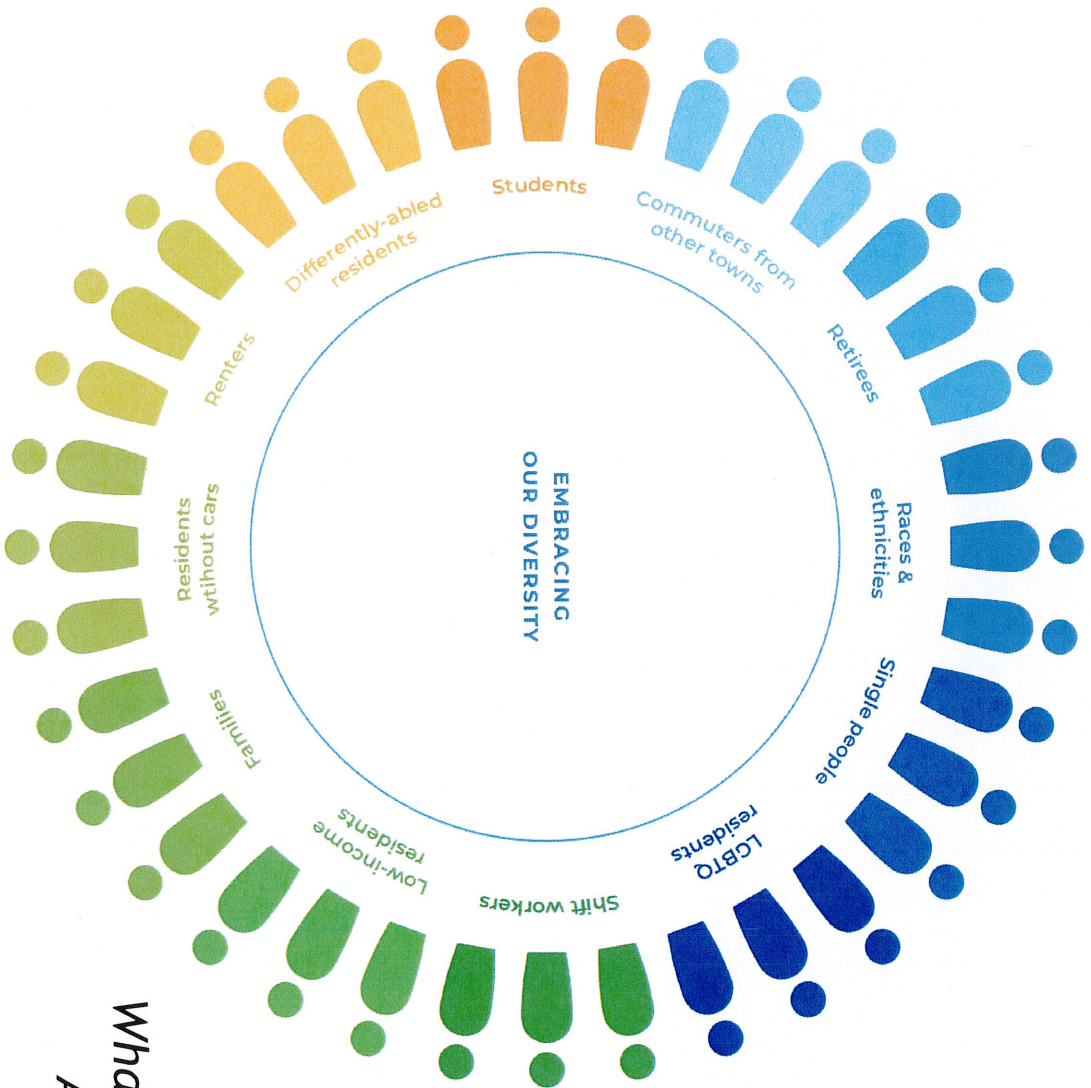 Students
Commuters from
other towns
Retirees
Races &
ethnicities
Single people
LGBTQ
residents
Shift workers
Low-income
residents
Families
Residents
wtihout cars
Renters
Differently-abled
residents
EMBRACING
OUR DIVERSITY